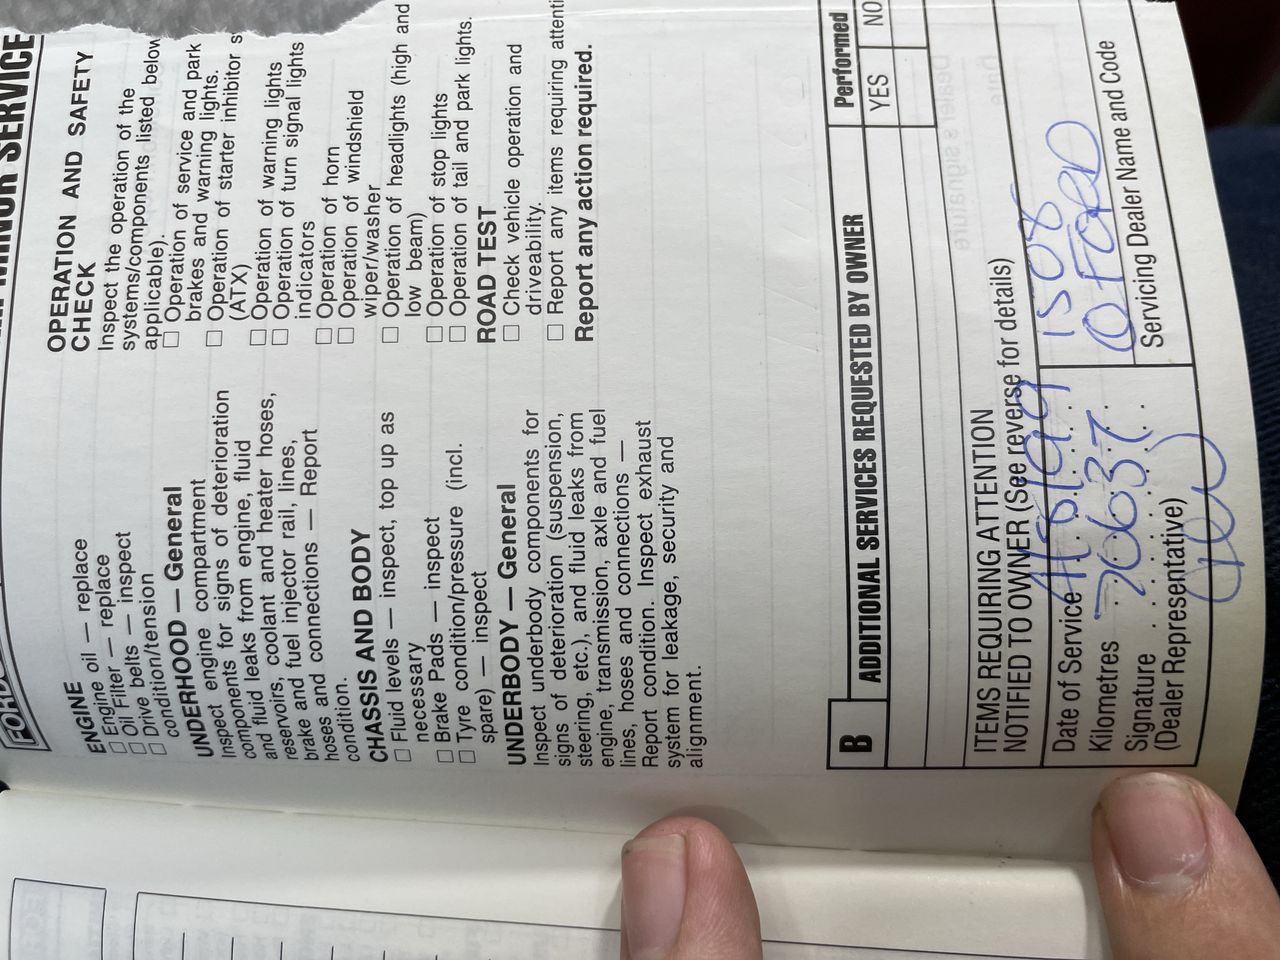 MINOR SERVICE
FORD
ENGINE
☐ Engine oil — replace
☐ Oil Filter — replace
☐ Drive belts — inspect
condition/tension
UNDERHOOD — General
Inspect engine compartment
components for signs of deterioration
and fluid leaks from engine, fluid
reservoirs, coolant and heater hoses,
brake and fuel injector rail, lines,
hoses and connections — Report
condition.
CHASSIS AND BODY
☐ Fluid levels — inspect, top up as
necessary
☐ Brake Pads — inspect
☐ Tyre condition/pressure (incl.
spare) — inspect
UNDERBODY — General
Inspect underbody components for
signs of deterioration (suspension,
steering, etc.), and fluid leaks from
engine, transmission, axle and fuel
lines, hoses and connections —
Report condition. Inspect exhaust
system for leakage, security and
alignment.
OPERATION AND SAFETY
CHECK
Inspect the operation of the
systems/components listed below
applicable).
☐ Operation of service and park
brakes and warning lights.
☐ Operation of starter inhibitor s
(ATX)
☐ Operation of warning lights
☐ Operation of turn signal lights
indicators
☐ Operation of horn
☐ Operation of windshield
wiper/washer
☐ Operation of headlights (high and
low beam)
☐ Operation of stop lights
☐ Operation of tail and park lights.
ROAD TEST
☐ Check vehicle operation and
driveability.
☐ Report any items requiring attenti
Report any action required.
B ADDITIONAL SERVICES REQUESTED BY OWNER Performed
YES NO
ITEMS REQUIRING ATTENTION
NOTIFIED TO OWNER (See reverse for details)
Date of Service
Kilometres 70637
Signature
(Dealer Representative)
FORD
Servicing Dealer Name and Code